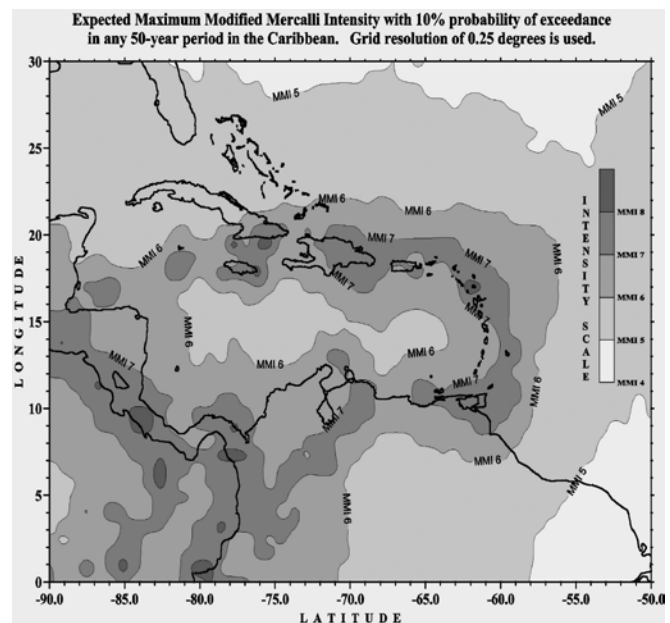 Expected Maximum Modified Mercalli Intensity with 10% probability of exceedance
in any 50-year period in the Caribbean. Grid resolution of 0.25 degrees is used.
30
25
20
15
10
5
0
LONGITUDE
-90.0
-85.0
-80.0
-75.0
-70.0
-65.0
-60.0
-55.0
-50.0
LATITUDE
MMI 5
MMI 5
MMI 6
MMI 6
MMI 6
MMI 7
MMI 7
MMI 6
MMI 7
MMI 6
MMI 6
MMI 6
MMI 7
MMI 7
MMI 7
MMI 6
MMI 6
MMI 6
MMI 5
INTENSITY SCALE
MMI 8
MMI 7
MMI 6
MMI 5
MMI 4